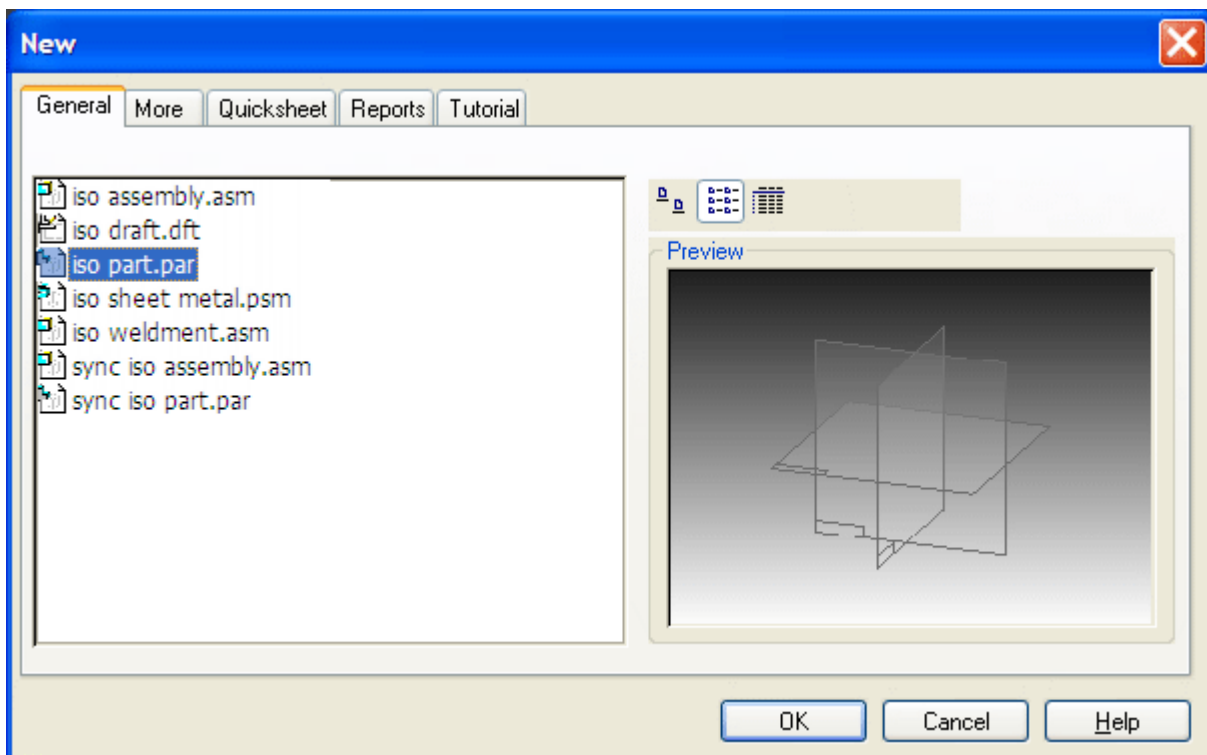 New
General More Quicksheet Reports Tutorial
iso assembly.asm
iso draft.dft
iso part.par
iso sheet metal.psm
iso weldment.asm
sync iso assembly.asm
sync iso part.par
Preview
OK Cancel Help